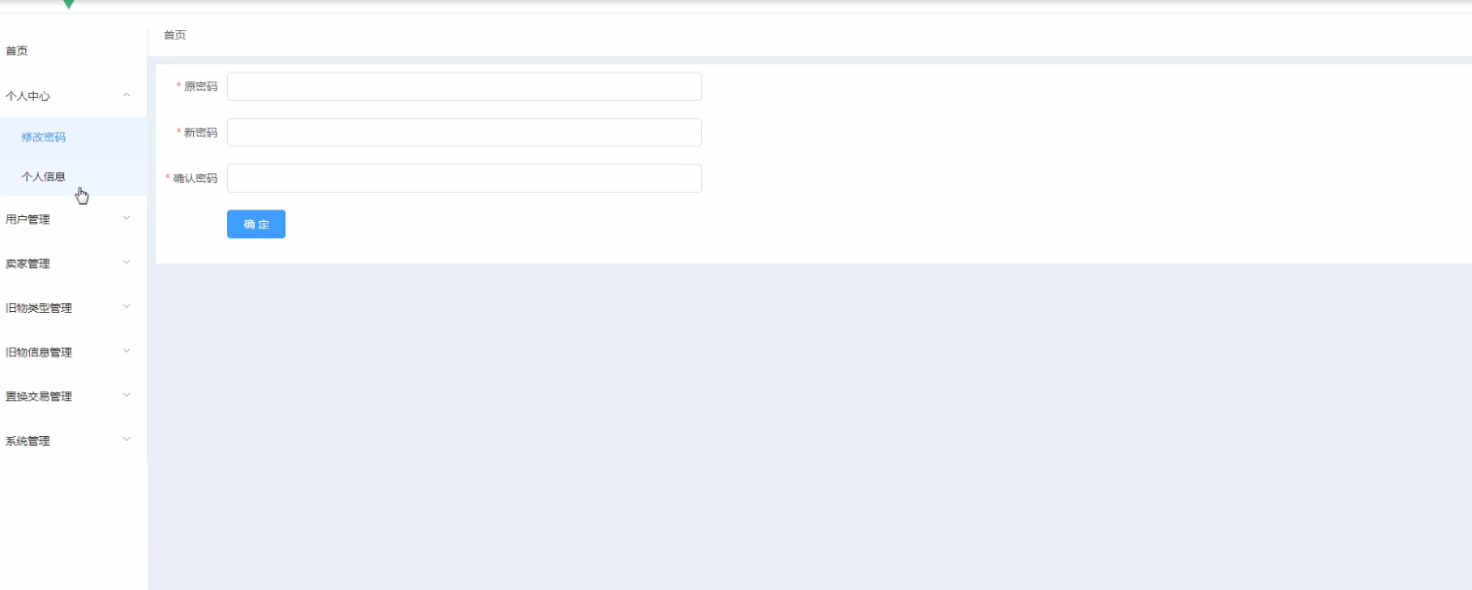 首页
个人中心
修改密码
个人信息
用户管理
卖家管理
旧物类型管理
旧物信息管理
置换交易管理
系统管理
首页
* 原密码
* 新密码
* 确认密码
确 定